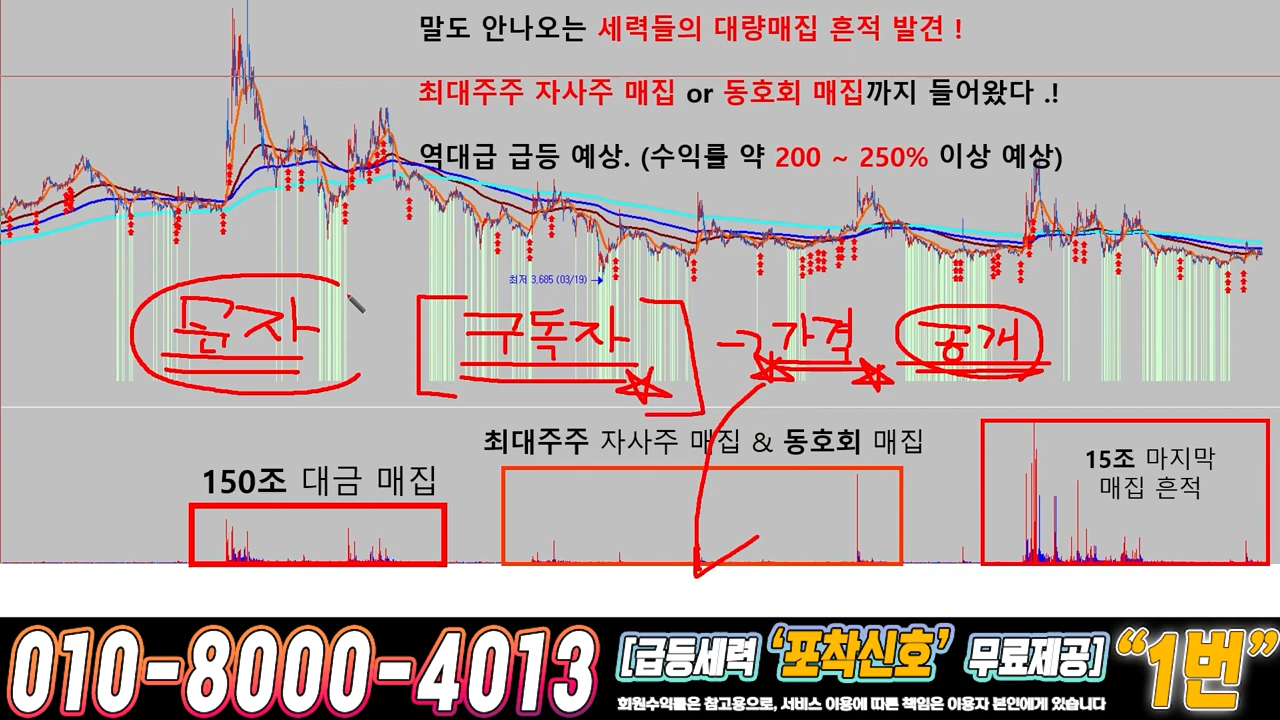 말도 안나오는 세력들의 대량매집 흔적 발견 !
최대주주 자사주 매집 or 동호회 매집까지 들어왔다 .!
역대급 급등 예상. (수익률 약 200 ~ 250% 이상 예상)
최저 3,685 (03/19)
문자
[구독자] → 가격 공개
최대주주 자사주 매집 & 동호회 매집
150조 대금 매집
15조 마지막
매집 흔적
010-8000-4013
[급등세력 '포착신호' 무료제공] "1번"
회원수익률은 참고용으로, 서비스 이용에 따른 책임은 이용자 본인에게 있습니다